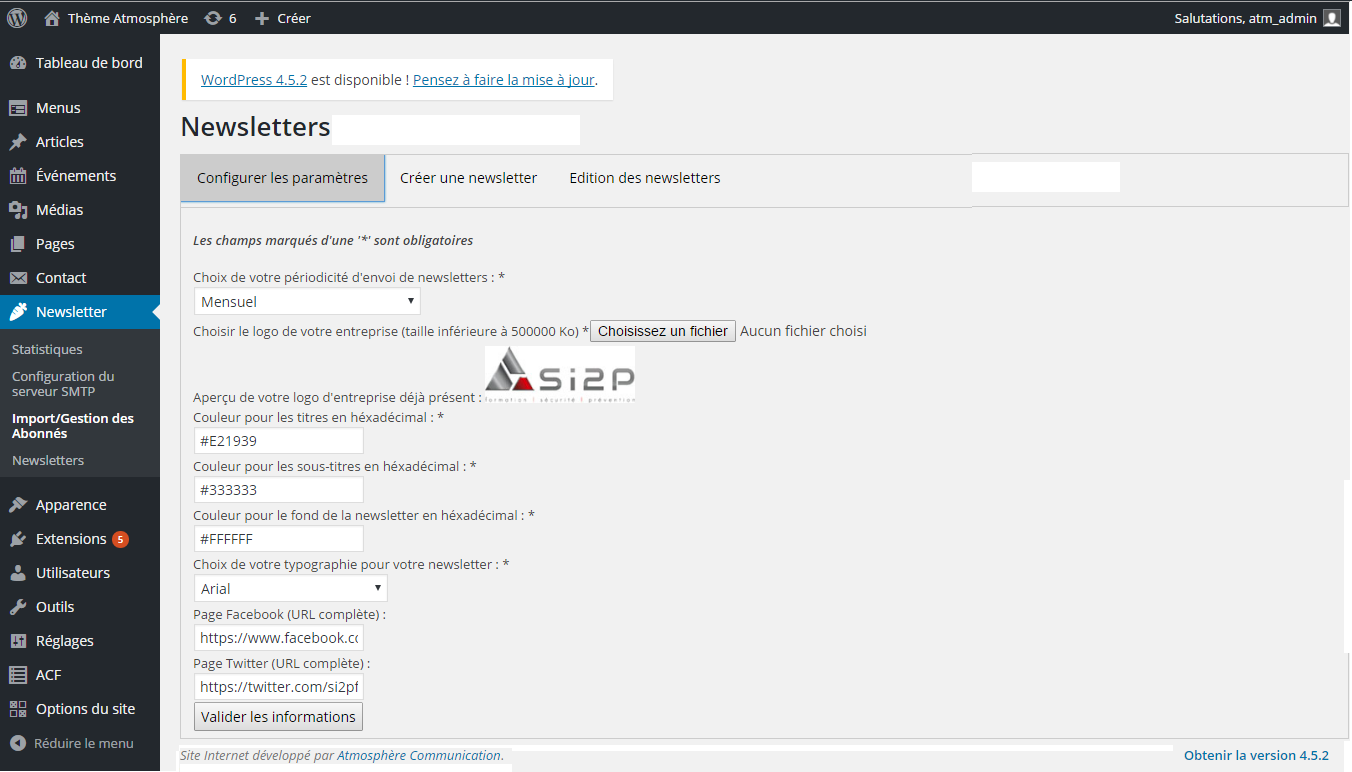 Thème Atmosphère 6 Créer Salutations, atm_admin
Tableau de bord
Menus
Articles
Événements
Médias
Pages
Contact
Newsletter
Statistiques
Configuration du
serveur SMTP
Import/Gestion des
Abonnés
Newsletters
Apparence
Extensions 5
Utilisateurs
Outils
Réglages
ACF
Options du site
Réduire le menu
WordPress 4.5.2 est disponible ! Pensez à faire la mise à jour.
Newsletters
Configurer les paramètres Créer une newsletter Edition des newsletters
Les champs marqués d'une '*' sont obligatoires
Choix de votre périodicité d'envoi de newsletters : *
Mensuel
Choisir le logo de votre entreprise (taille inférieure à 500000 Ko) * Choisissez un fichier Aucun fichier choisi
Si2P
formation | sécurité | prévention
Aperçu de votre logo d'entreprise déjà présent :
Couleur pour les titres en héxadécimal : *
#E21939
Couleur pour les sous-titres en héxadécimal : *
#333333
Couleur pour le fond de la newsletter en héxadécimal : *
#FFFFFF
Choix de votre typographie pour votre newsletter : *
Arial
Page Facebook (URL complète) :
https://www.facebook.co
Page Twitter (URL complète) :
https://twitter.com/si2pf
Valider les informations
Site Internet développé par Atmosphère Communication. Obtenir la version 4.5.2